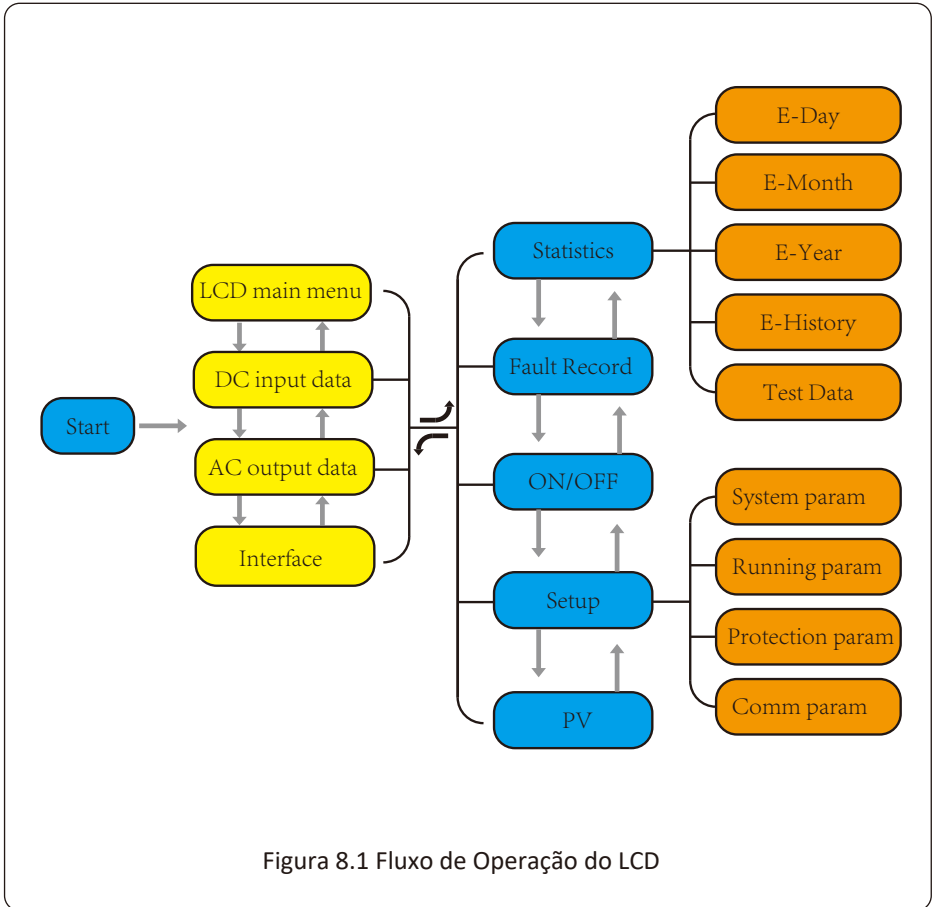 Start
LCD main menu
DC input data
AC output data
Interface
Statistics
Fault Record
ON/OFF
Setup
PV
E-Day
E-Month
E-Year
E-History
Test Data
System param
Running param
Protection param
Comm param
Figura 8.1 Fluxo de Operação do LCD